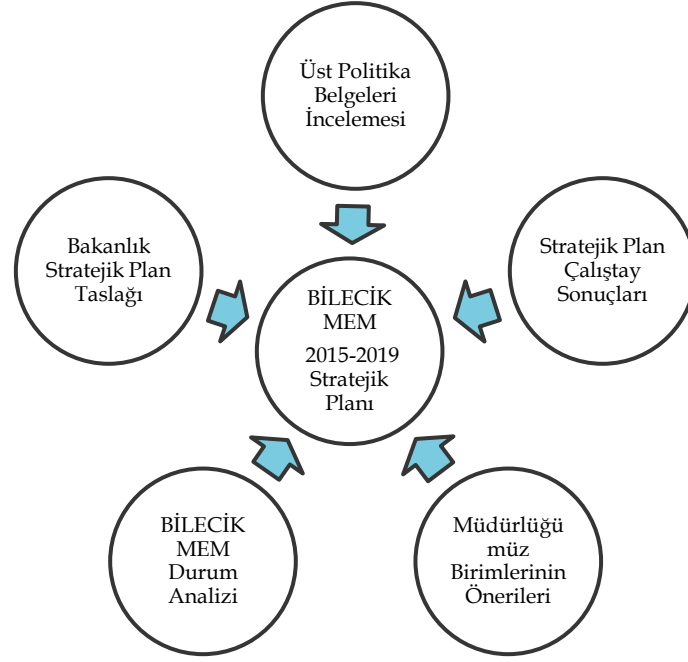 Üst Politika
Belgeleri
İncelemesi
Bakanlık
Stratejik Plan
Taslağı
Stratejik Plan
Çalıştay
Sonuçları
BİLECİK
MEM
2015-2019
Stratejik
Planı
BİLECİK
MEM
Durum
Analizi
Müdürlüğü
müz
Birimlerinin
Önerileri